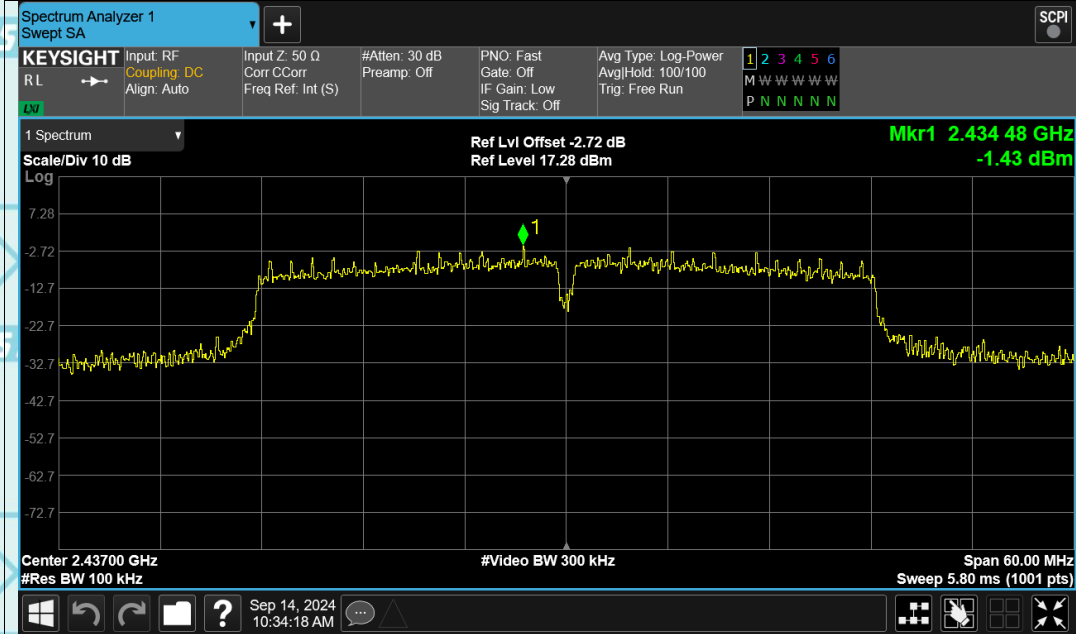 Spectrum Analyzer 1
Swept SA
+
SCPI
KEYSIGHT
R L
LXI
Input: RF
Coupling: DC
Align: Auto
Input Z: 50 Ω
Corr CCorr
Freq Ref: Int (S)
#Atten: 30 dB
Preamp: Off
PNO: Fast
Gate: Off
IF Gain: Low
Sig Track: Off
Avg Type: Log-Power
Avg|Hold: 100/100
Trig: Free Run
1 2 3 4 5 6
M W W W W W
P N N N N N
1 Spectrum
Scale/Div 10 dB
Log
Ref Lvl Offset -2.72 dB
Ref Level 17.28 dBm
Mkr1 2.434 48 GHz
-1.43 dBm
1
7.28
-2.72
-12.7
-22.7
-32.7
-42.7
-52.7
-62.7
-72.7
Center 2.43700 GHz
#Res BW 100 kHz
#Video BW 300 kHz
Span 60.00 MHz
Sweep 5.80 ms (1001 pts)
?
Sep 14, 2024
10:34:18 AM